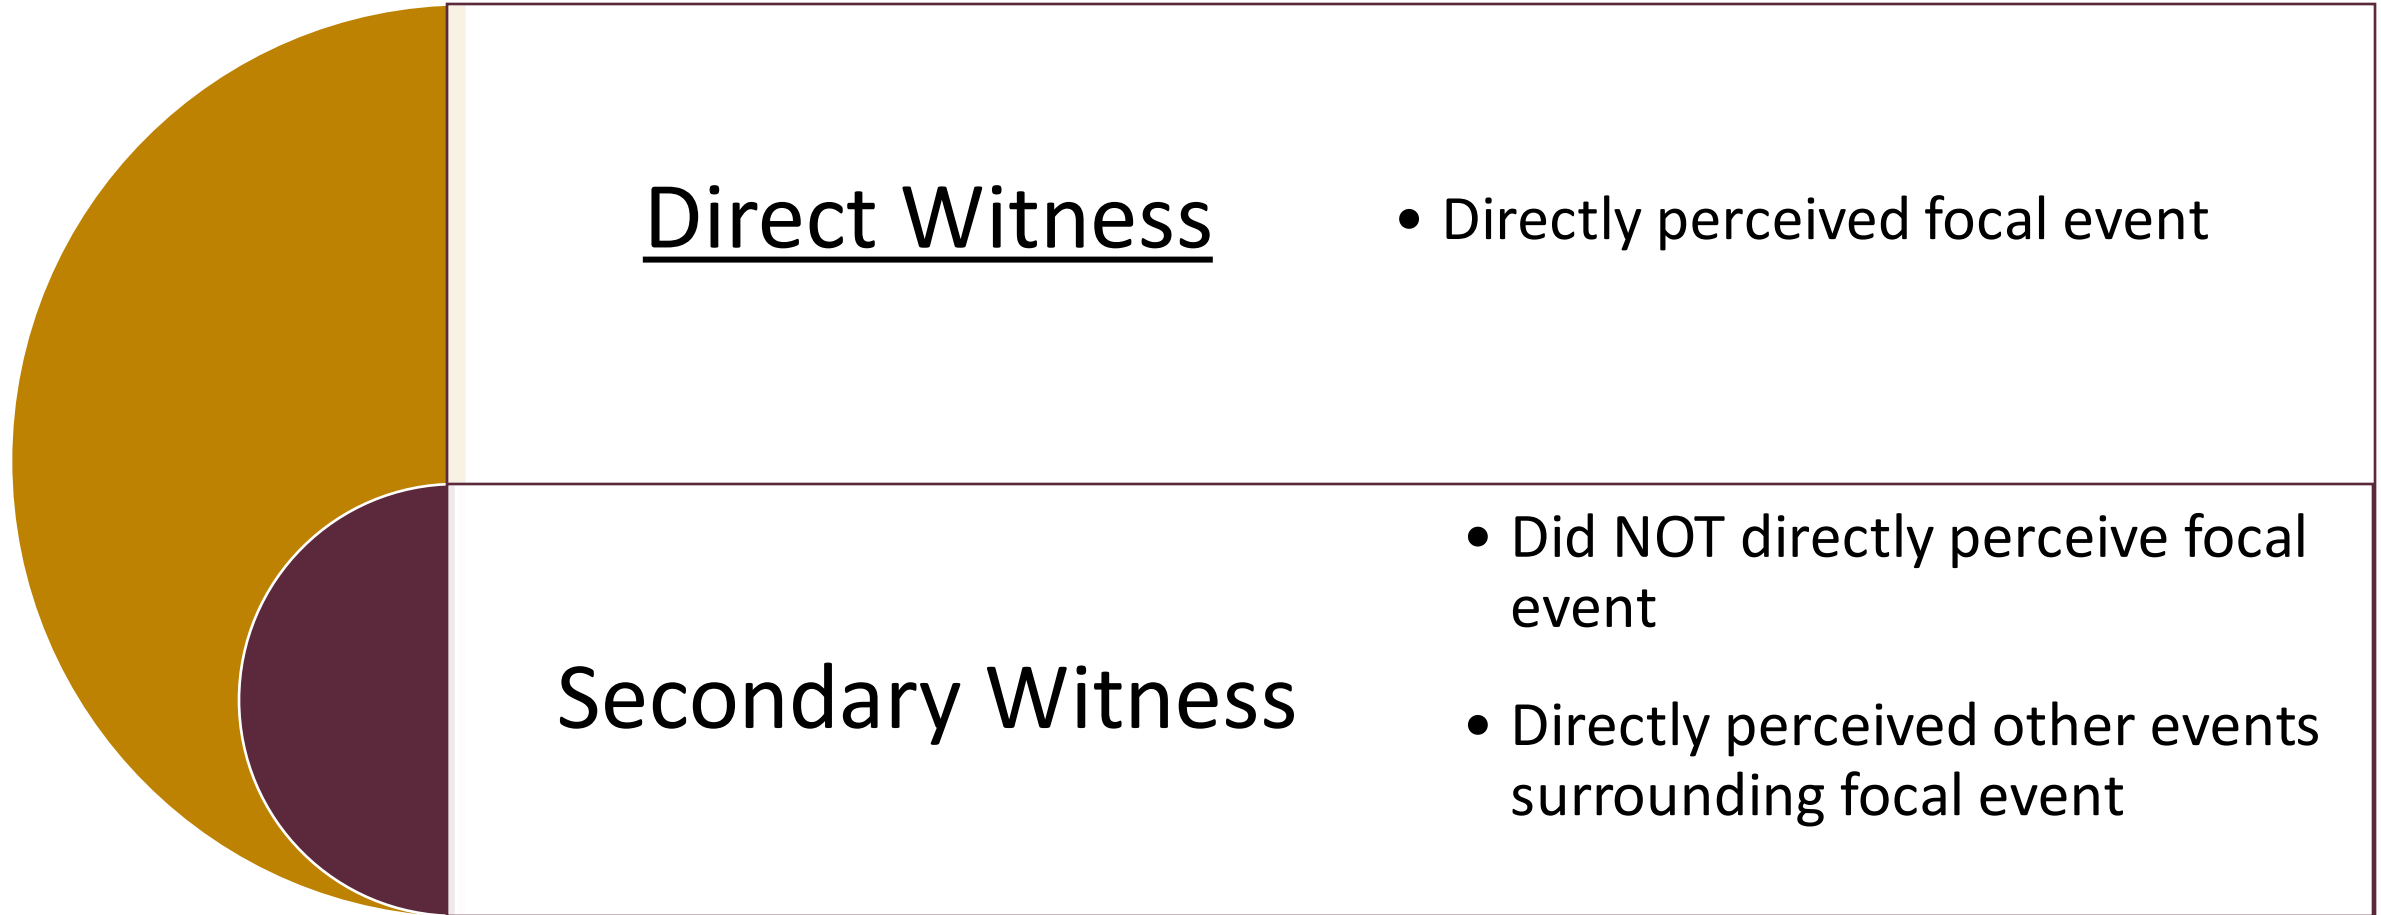 Direct Witness
• Directly perceived focal event
Secondary Witness
• Did NOT directly perceive focal
event
• Directly perceived other events
surrounding focal event